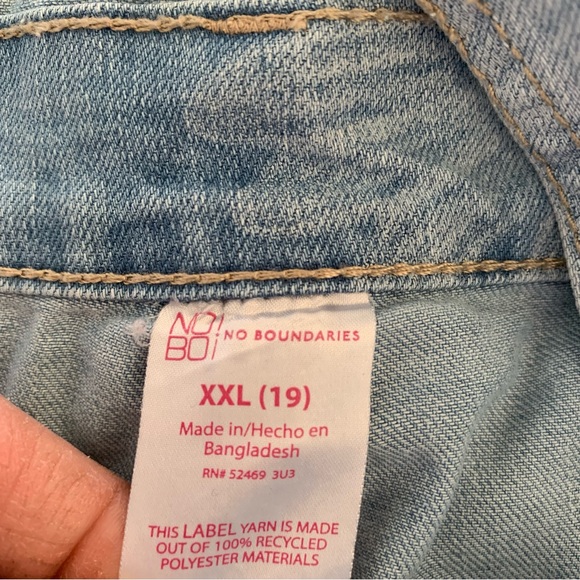 NO!
BO!
NO BOUNDARIES
XXL (19)
Made in/Hecho en
Bangladesh
RN# 52469 3U3
THIS LABEL YARN IS MADE
OUT OF 100% RECYCLED
POLYESTER MATERIALS